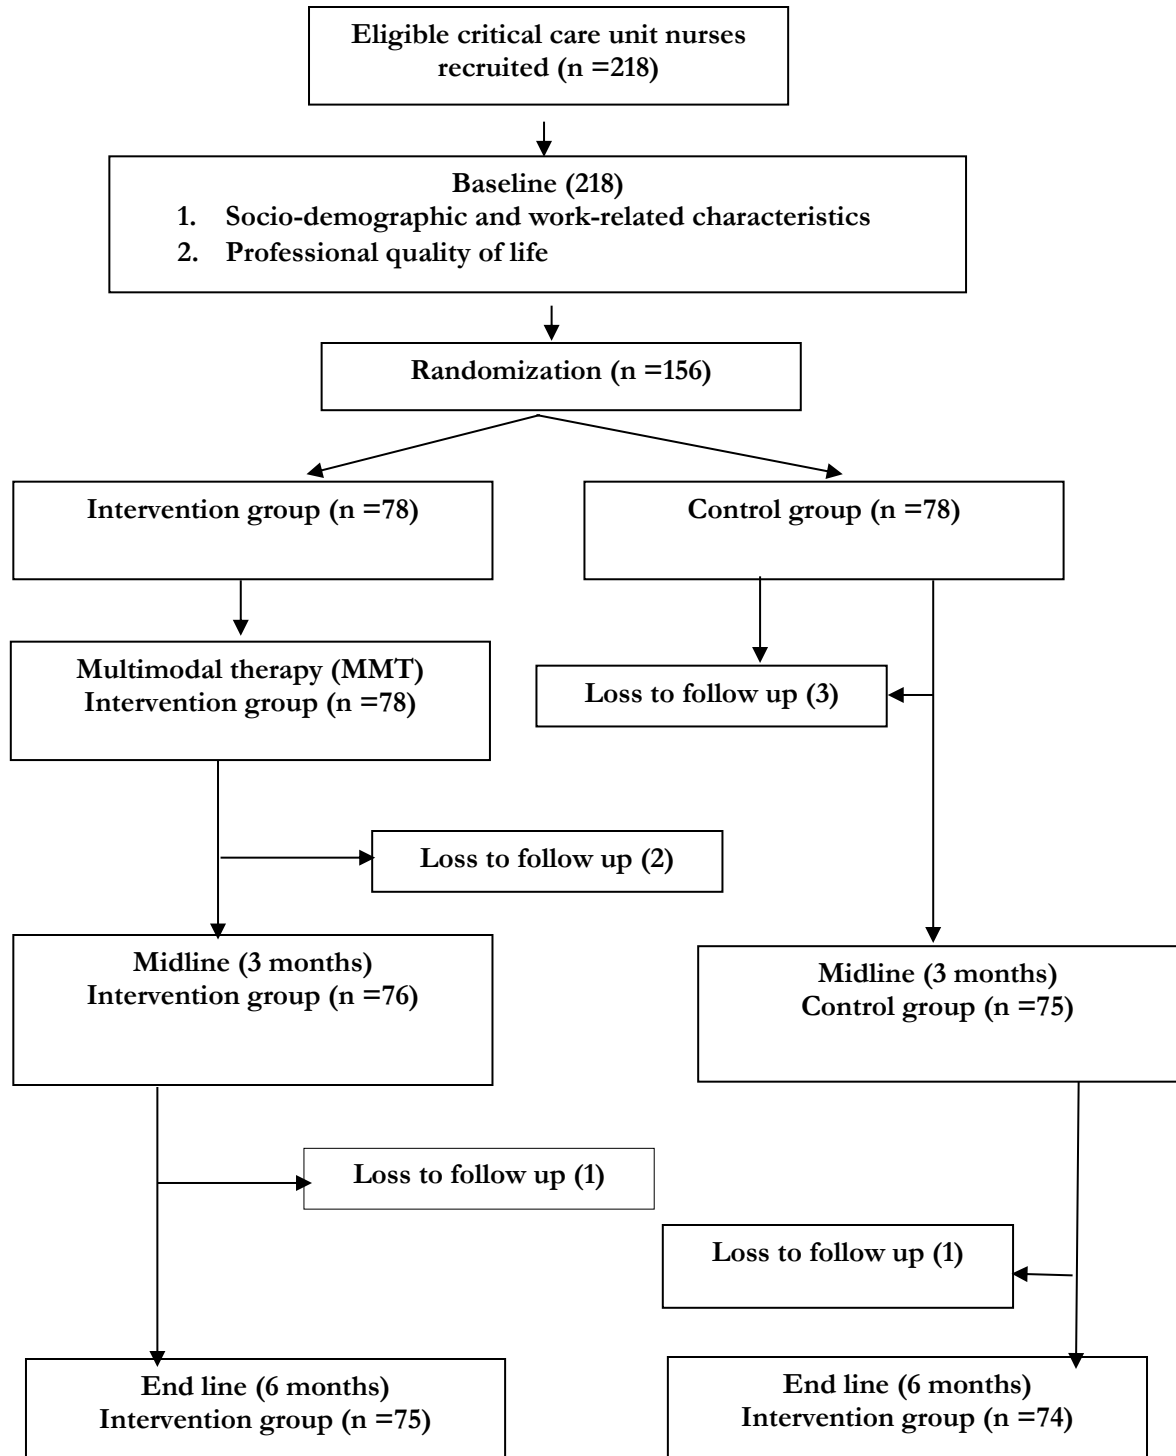 Eligible critical care unit nurses
recruited (n =218)
Baseline (218)
1. Socio-demographic and work-related characteristics
2. Professional quality of life
Randomization (n =156)
Intervention group (n =78)
Control group (n =78)
Multimodal therapy (MMT)
Intervention group (n =78)
Loss to follow up (3)
Loss to follow up (2)
Midline (3 months)
Intervention group (n =76)
Midline (3 months)
Control group (n =75)
Loss to follow up (1)
Loss to follow up (1)
End line (6 months)
Intervention group (n =75)
End line (6 months)
Intervention group (n =74)